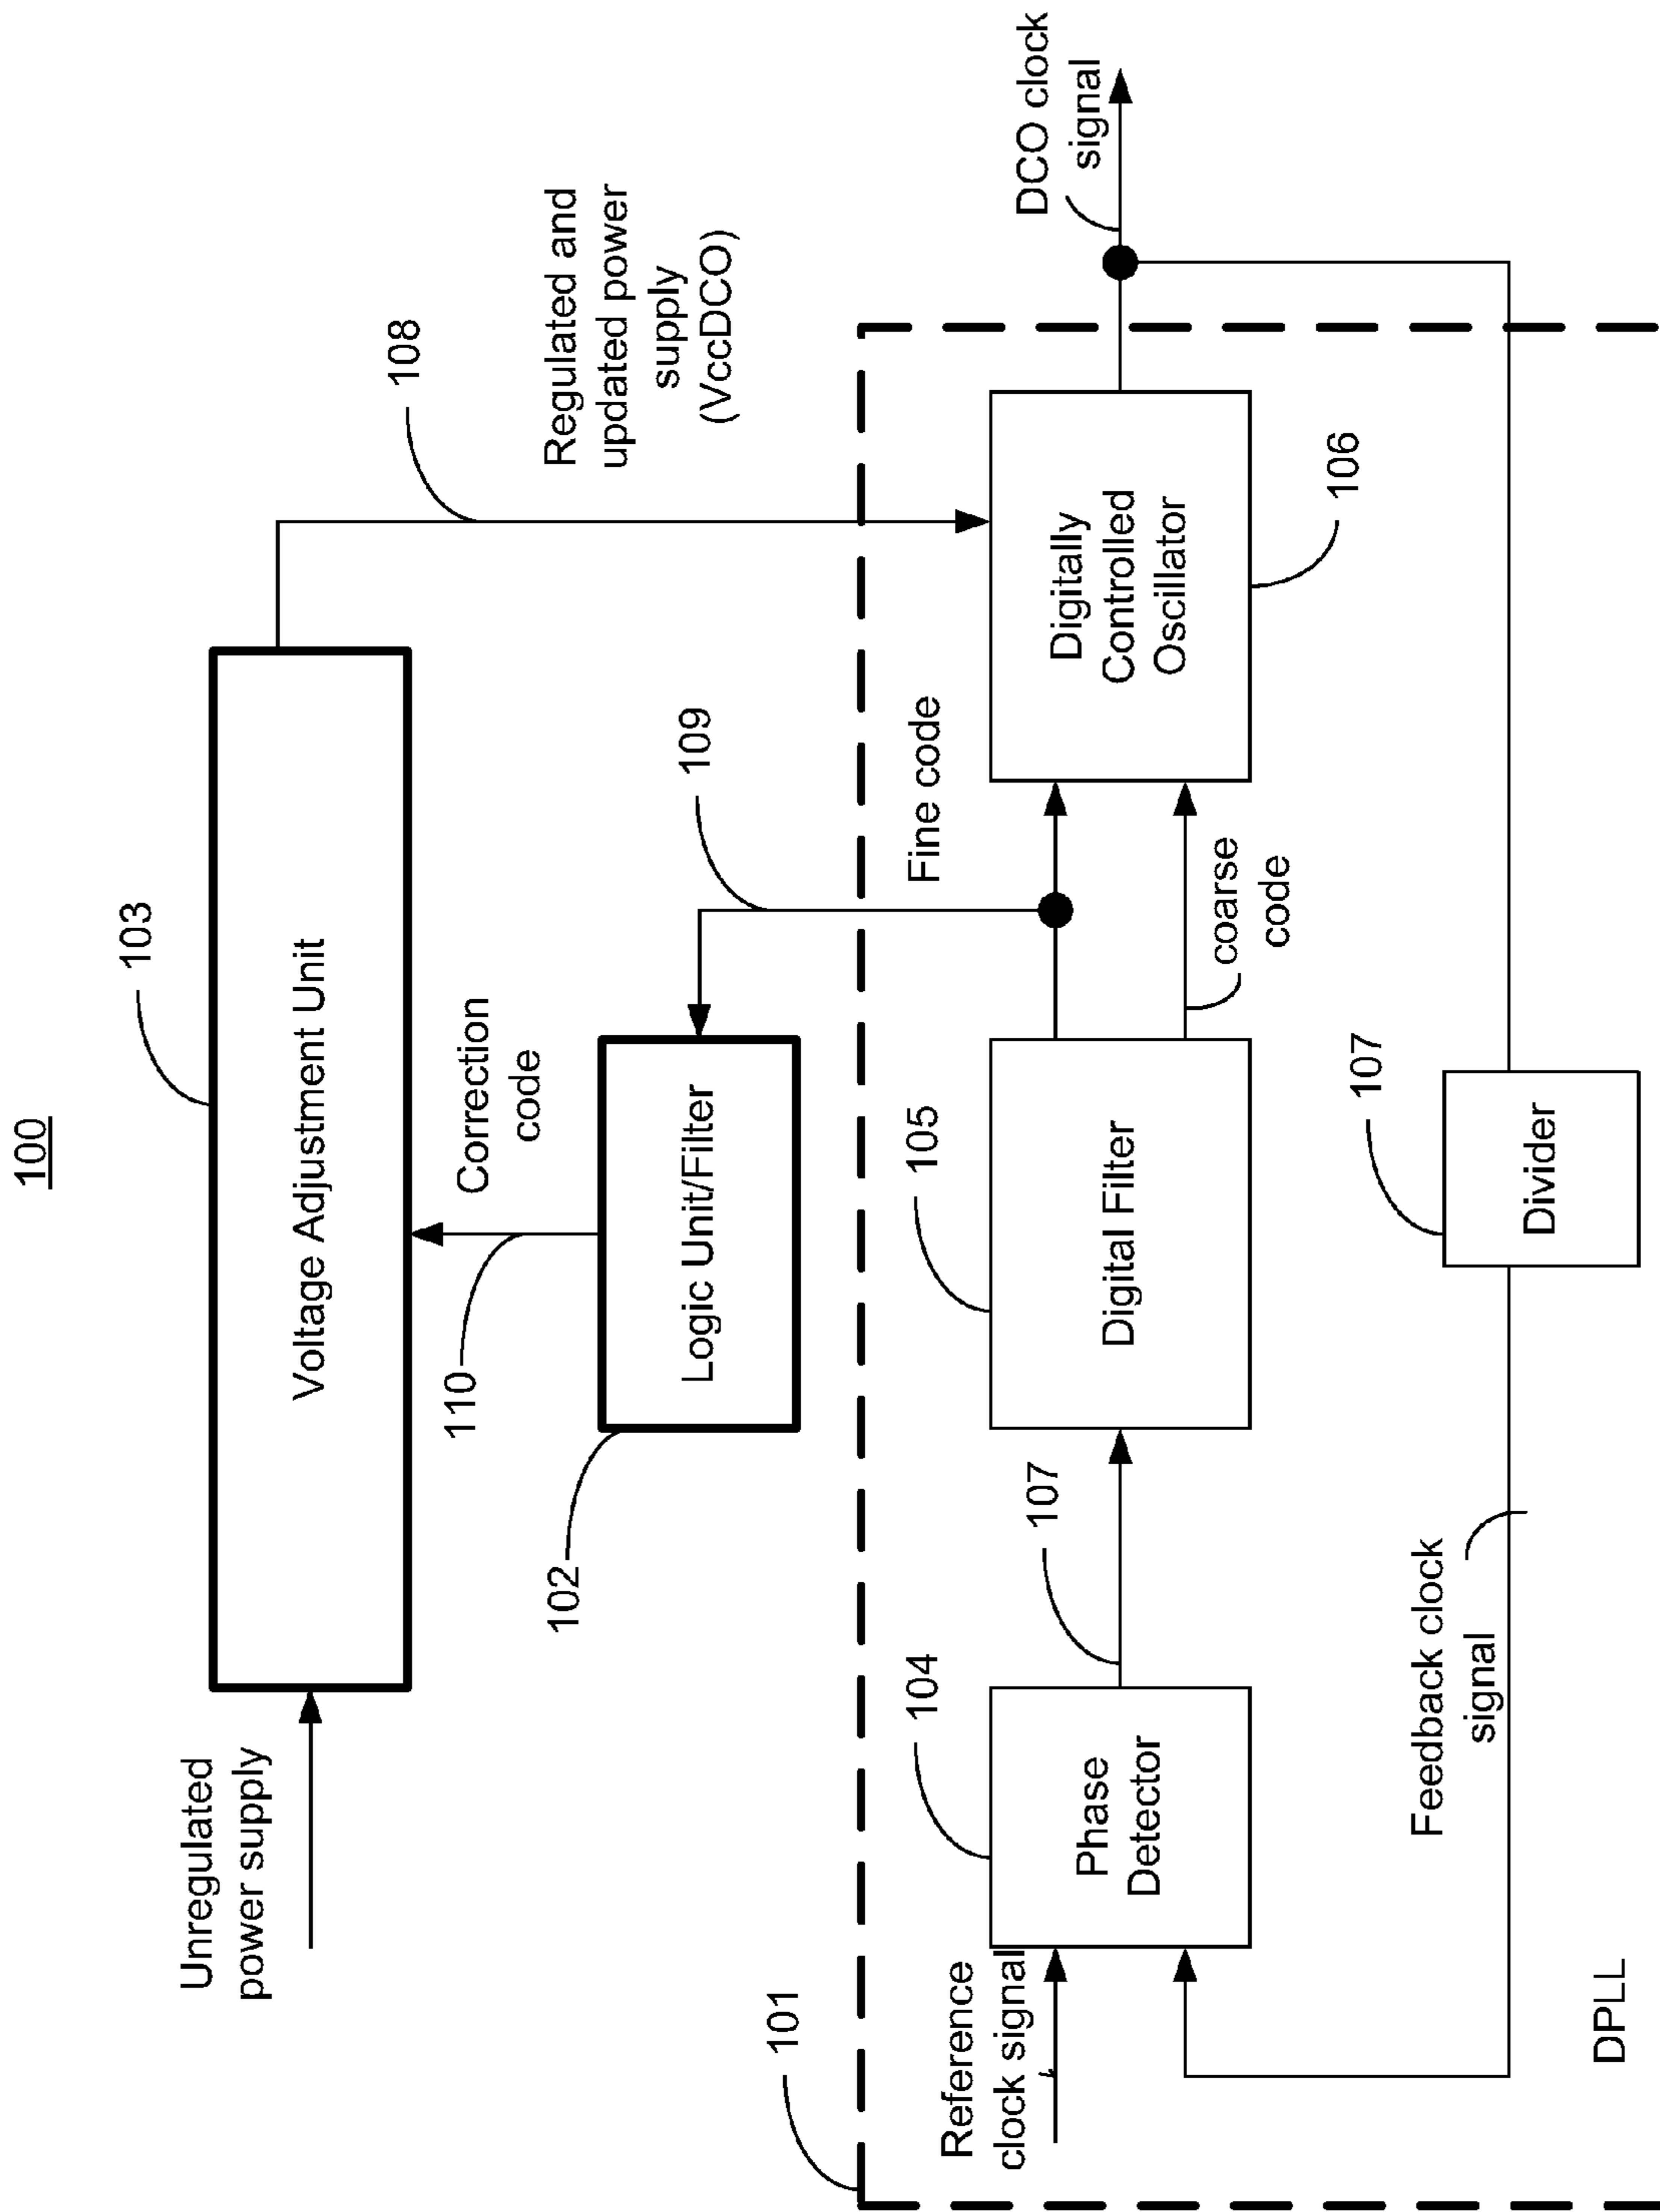 100
103
Voltage Adjustment Unit
Unregulated
power supply
108
Regulated and
updated power
supply
(VccDCO)
Correction
code
110
102
Logic Unit/Filter
109
101
Reference
clock signal
104
Phase
Detector
107
105
Digital Filter
Fine code
coarse
code
Digitally
Controlled
Oscillator
106
DCO clock
signal
107
Divider
Feedback clock
signal
DPLL